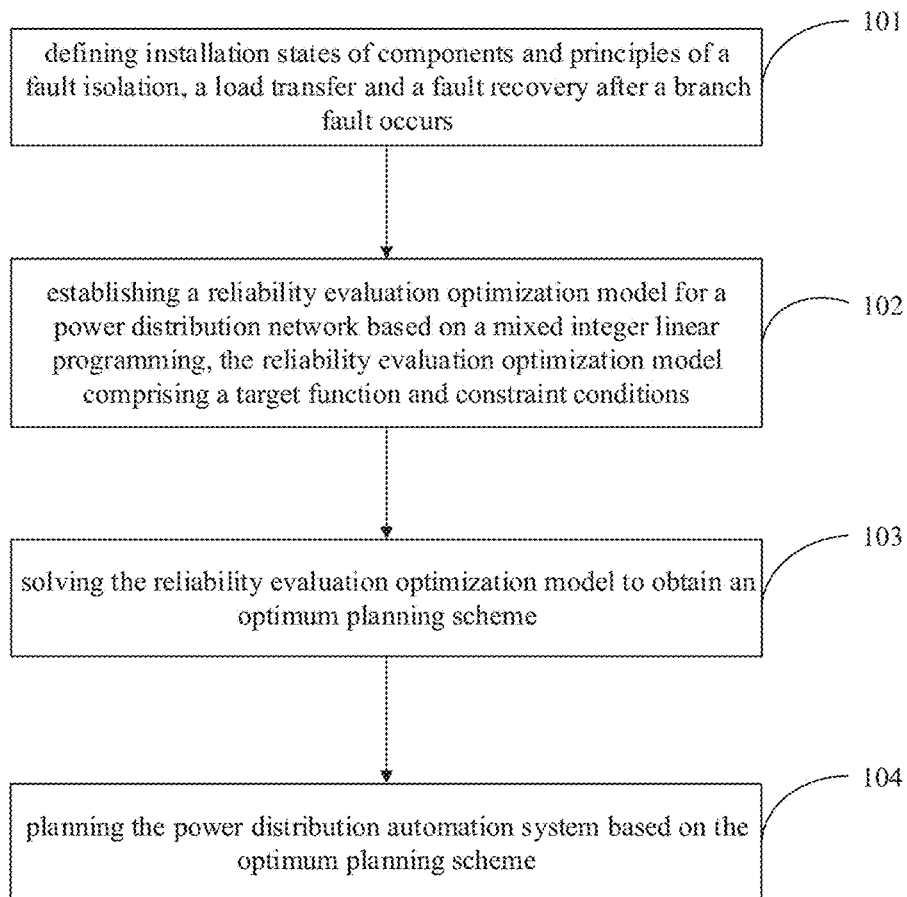 101
defining installation states of components and principles of a
fault isolation, a load transfer and a fault recovery after a branch
fault occurs
102
establishing a reliability evaluation optimization model for a
power distribution network based on a mixed integer linear
programming, the reliability evaluation optimization model
comprising a target function and constraint conditions
103
solving the reliability evaluation optimization model to obtain an
optimum planning scheme
104
planning the power distribution automation system based on the
optimum planning scheme